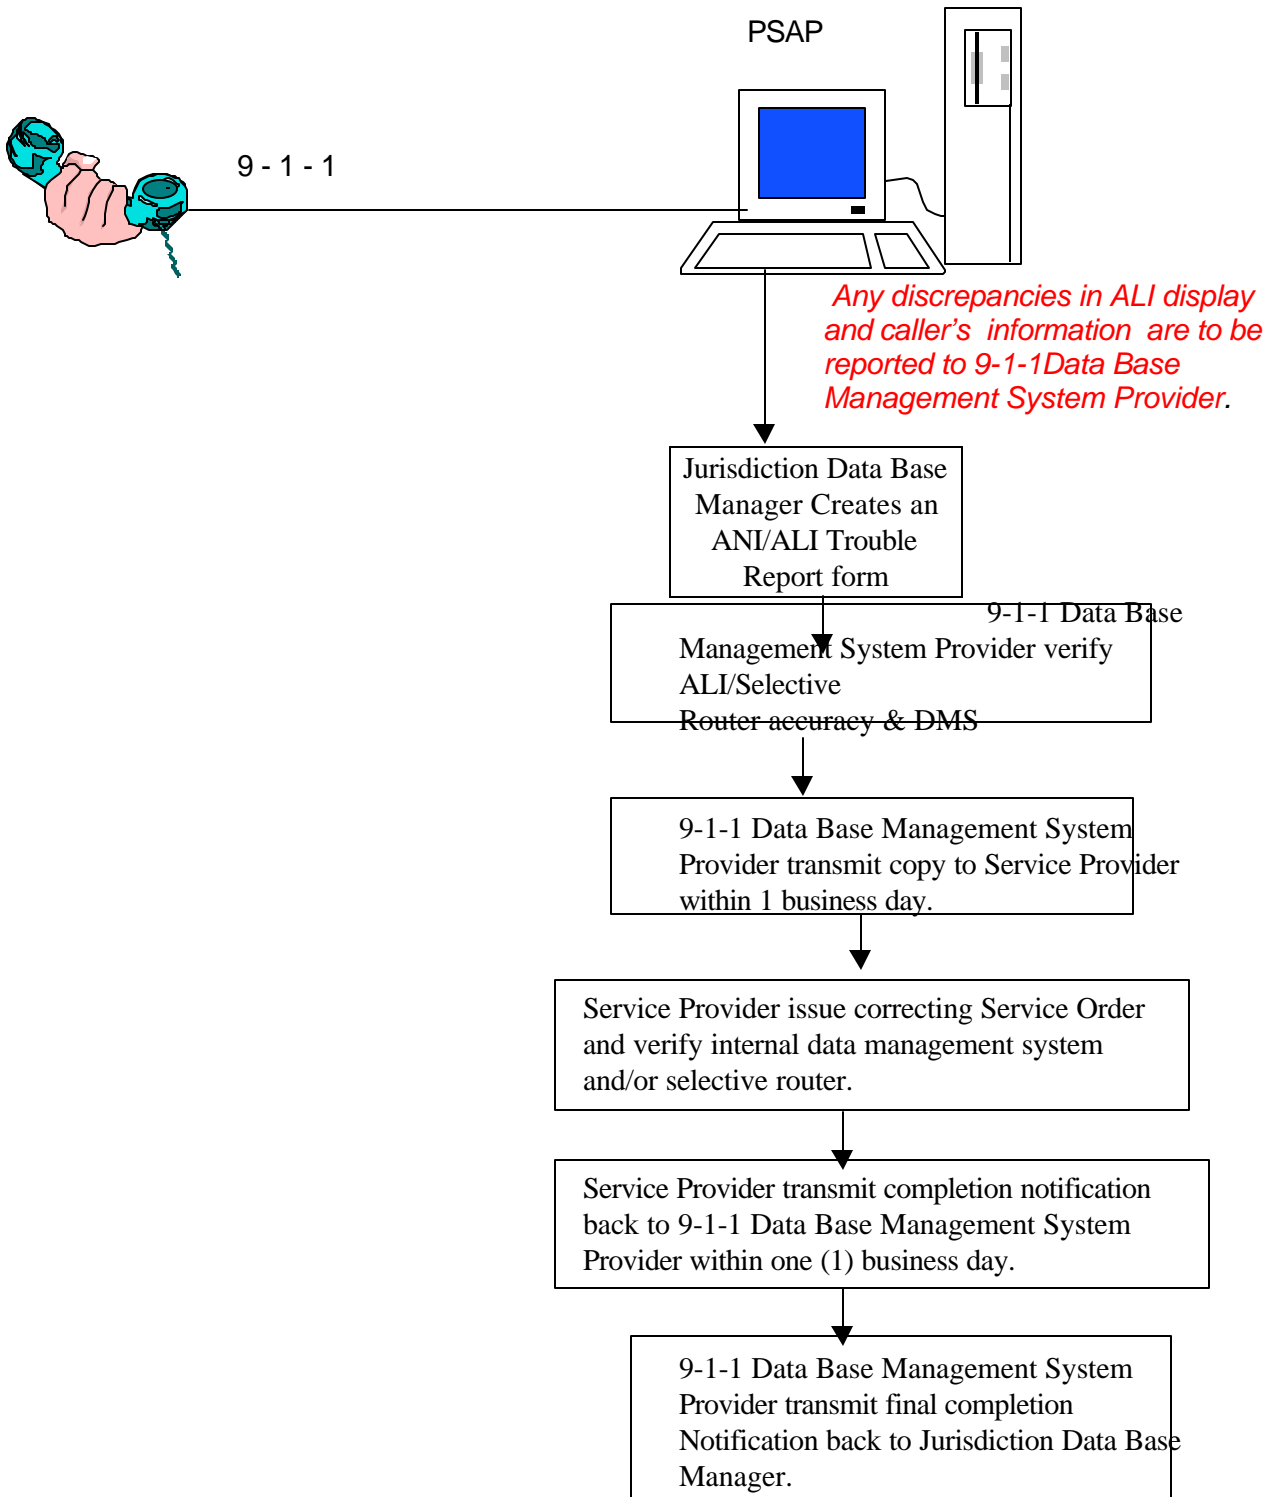 PSAP
9 - 1 - 1
Any discrepancies in ALI display
and caller's information are to be
reported to 9-1-1Data Base
Management System Provider.
Jurisdiction Data Base
Manager Creates an
ANI/ALI Trouble
Report form
9-1-1 Data Base
Management System Provider verify
ALI/Selective
Router accuracy & DMS
9-1-1 Data Base Management System
Provider transmit copy to Service Provider
within 1 business day.
Service Provider issue correcting Service Order
and verify internal data management system
and/or selective router.
Service Provider transmit completion notification
back to 9-1-1 Data Base Management System
Provider within one (1) business day.
9-1-1 Data Base Management System
Provider transmit final completion
Notification back to Jurisdiction Data Base
Manager.